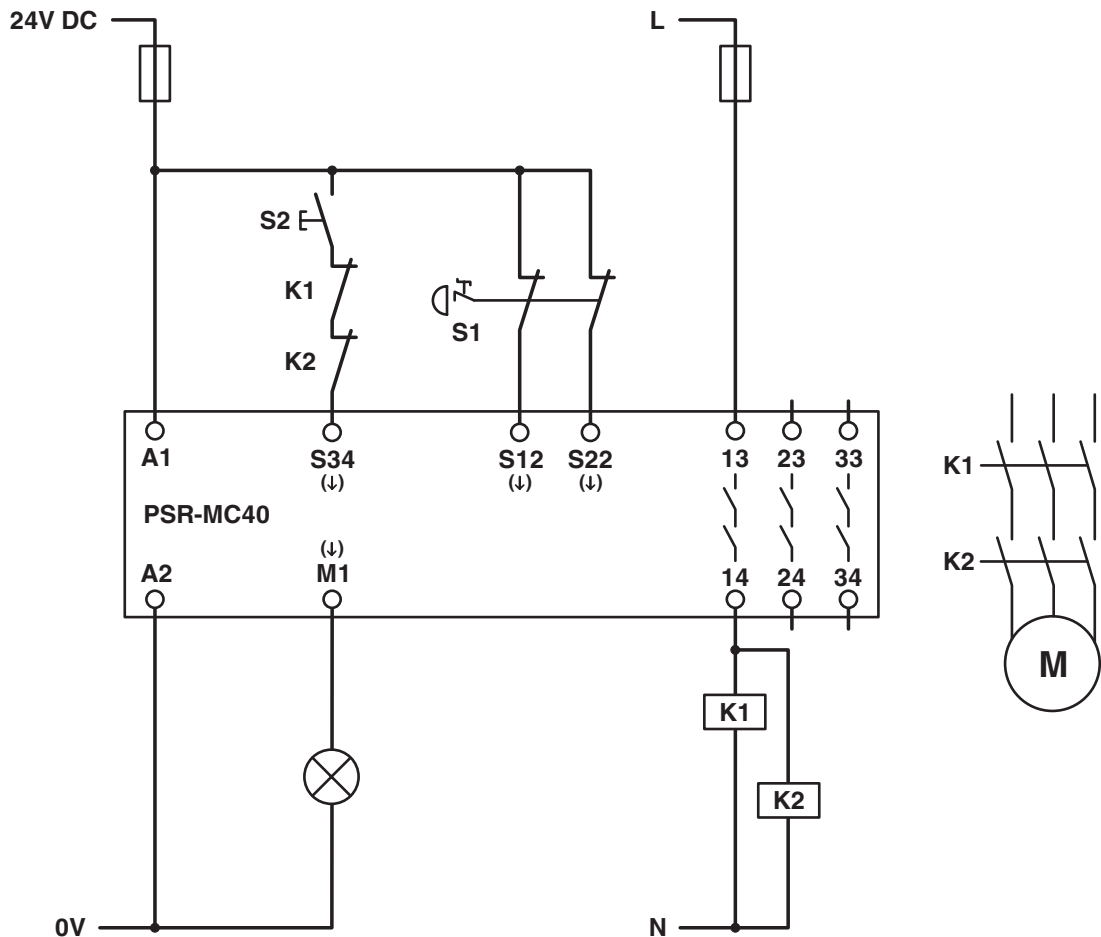 24V DC
L
S2
K1
S1
K2
A1 S34 S12 S22 13 23 33
(↓) (↓) (↓)
PSR-MC40
(↓)
A2 M1 14 24 34
K1
K2
M
K1
K2
0V N